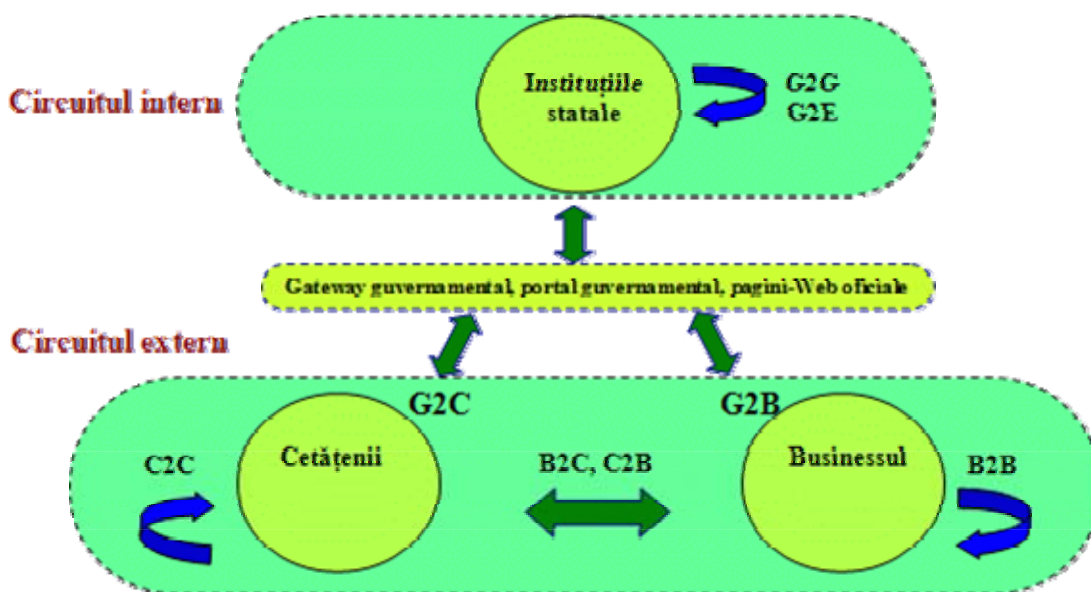 Circuitul intern
Instituțiile
statale
G2G
G2E
Gateway guvernamental, portal guvernamental, pagini-Web oficiale
Circuitul extern
G2C
G2B
C2C
Cetățenii
B2C, C2B
Businessul
B2B